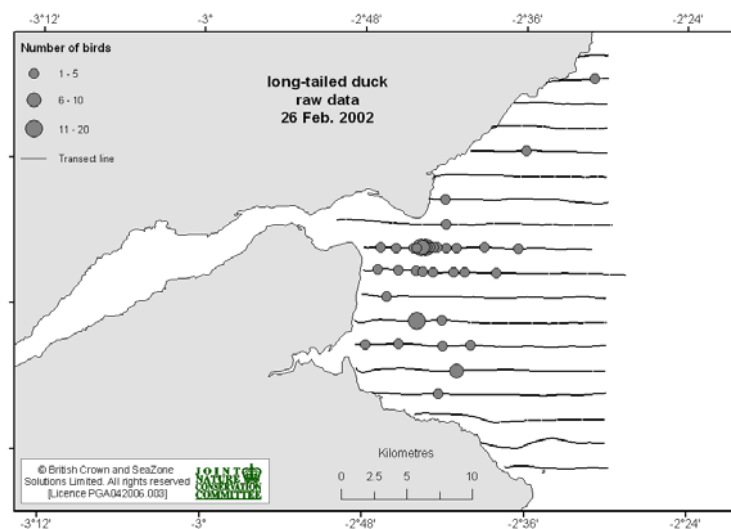 -3°12' -3° -2°48' -2°36' -2°24'
Number of birds
1 - 5
6 - 10
11 - 20
Transect line
long-tailed duck
raw data
26 Feb. 2002
Kilometres
0 2.5 5 10
© British Crown and SeaZone
Solutions Limited. All rights reserved
[Licence PGA042006.003]
JOINT
NATURE
CONSERVATION
COMMITTEE
-3°12' -3° -2°48' -2°36' -2°24'